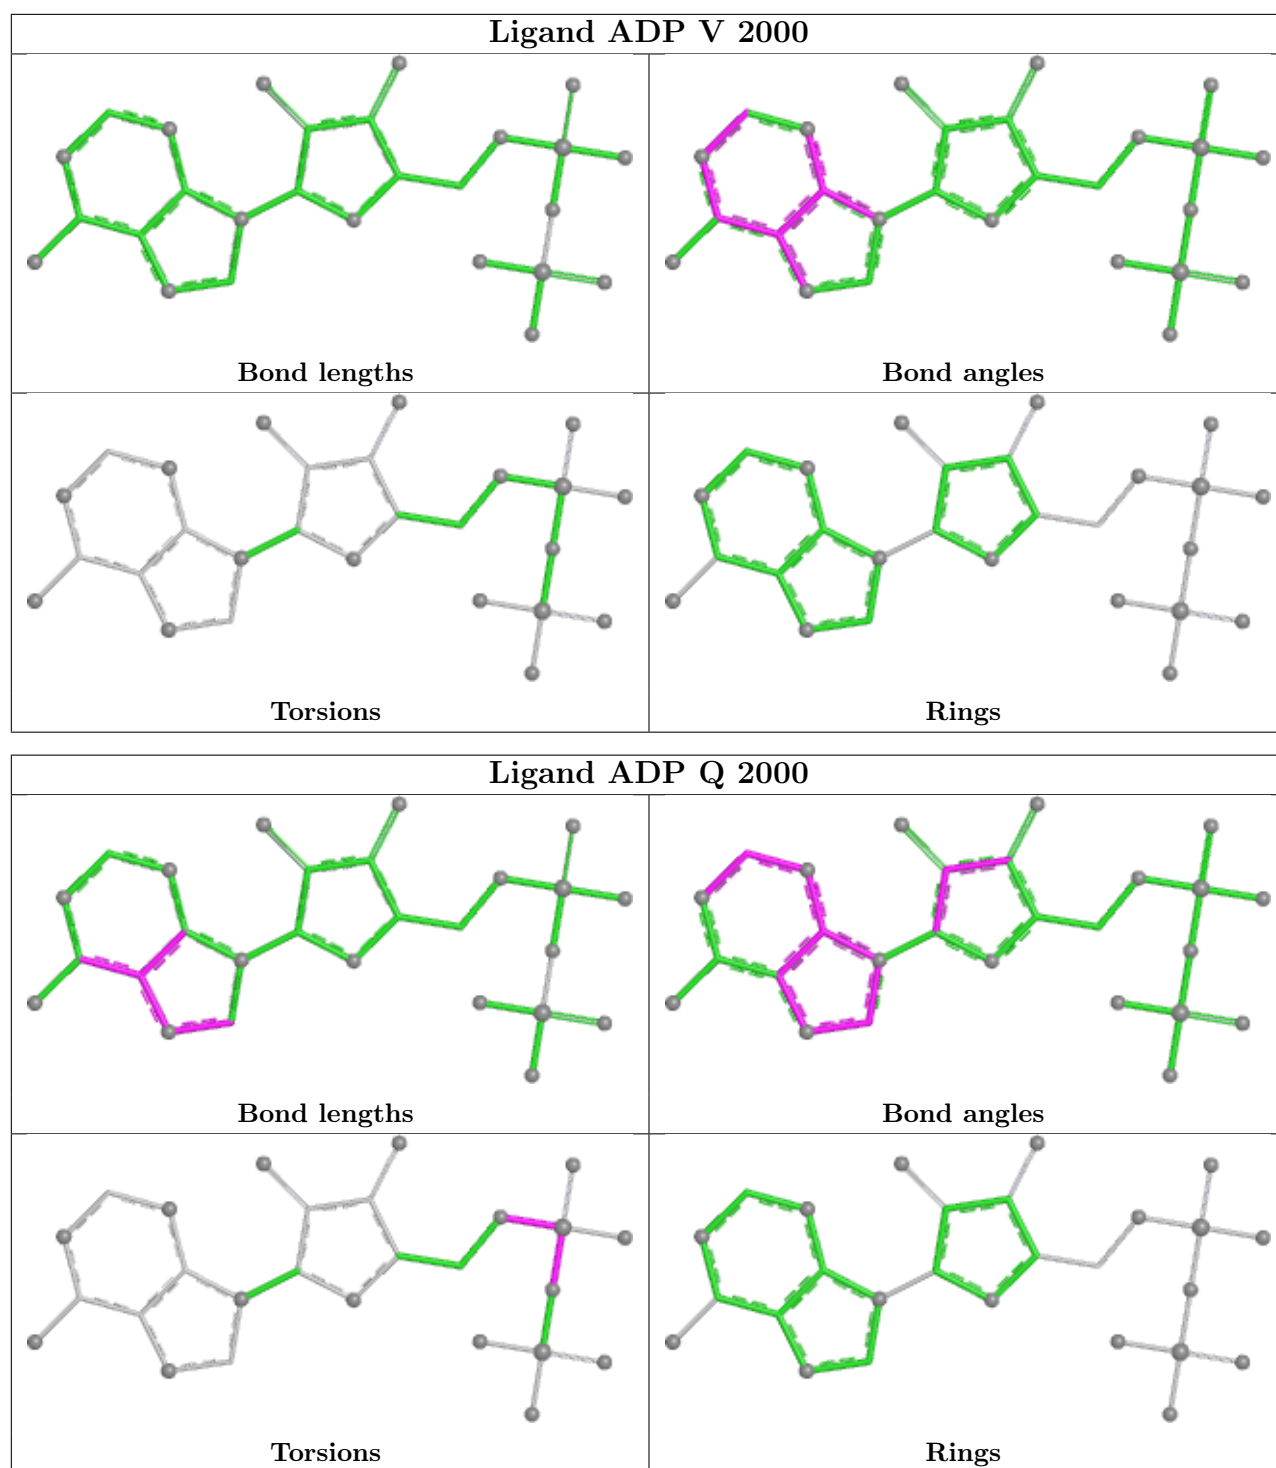 Ligand ADP V 2000
Bond lengths
Bond angles
Torsions
Rings
Ligand ADP Q 2000
Bond lengths
Bond angles
Torsions
Rings